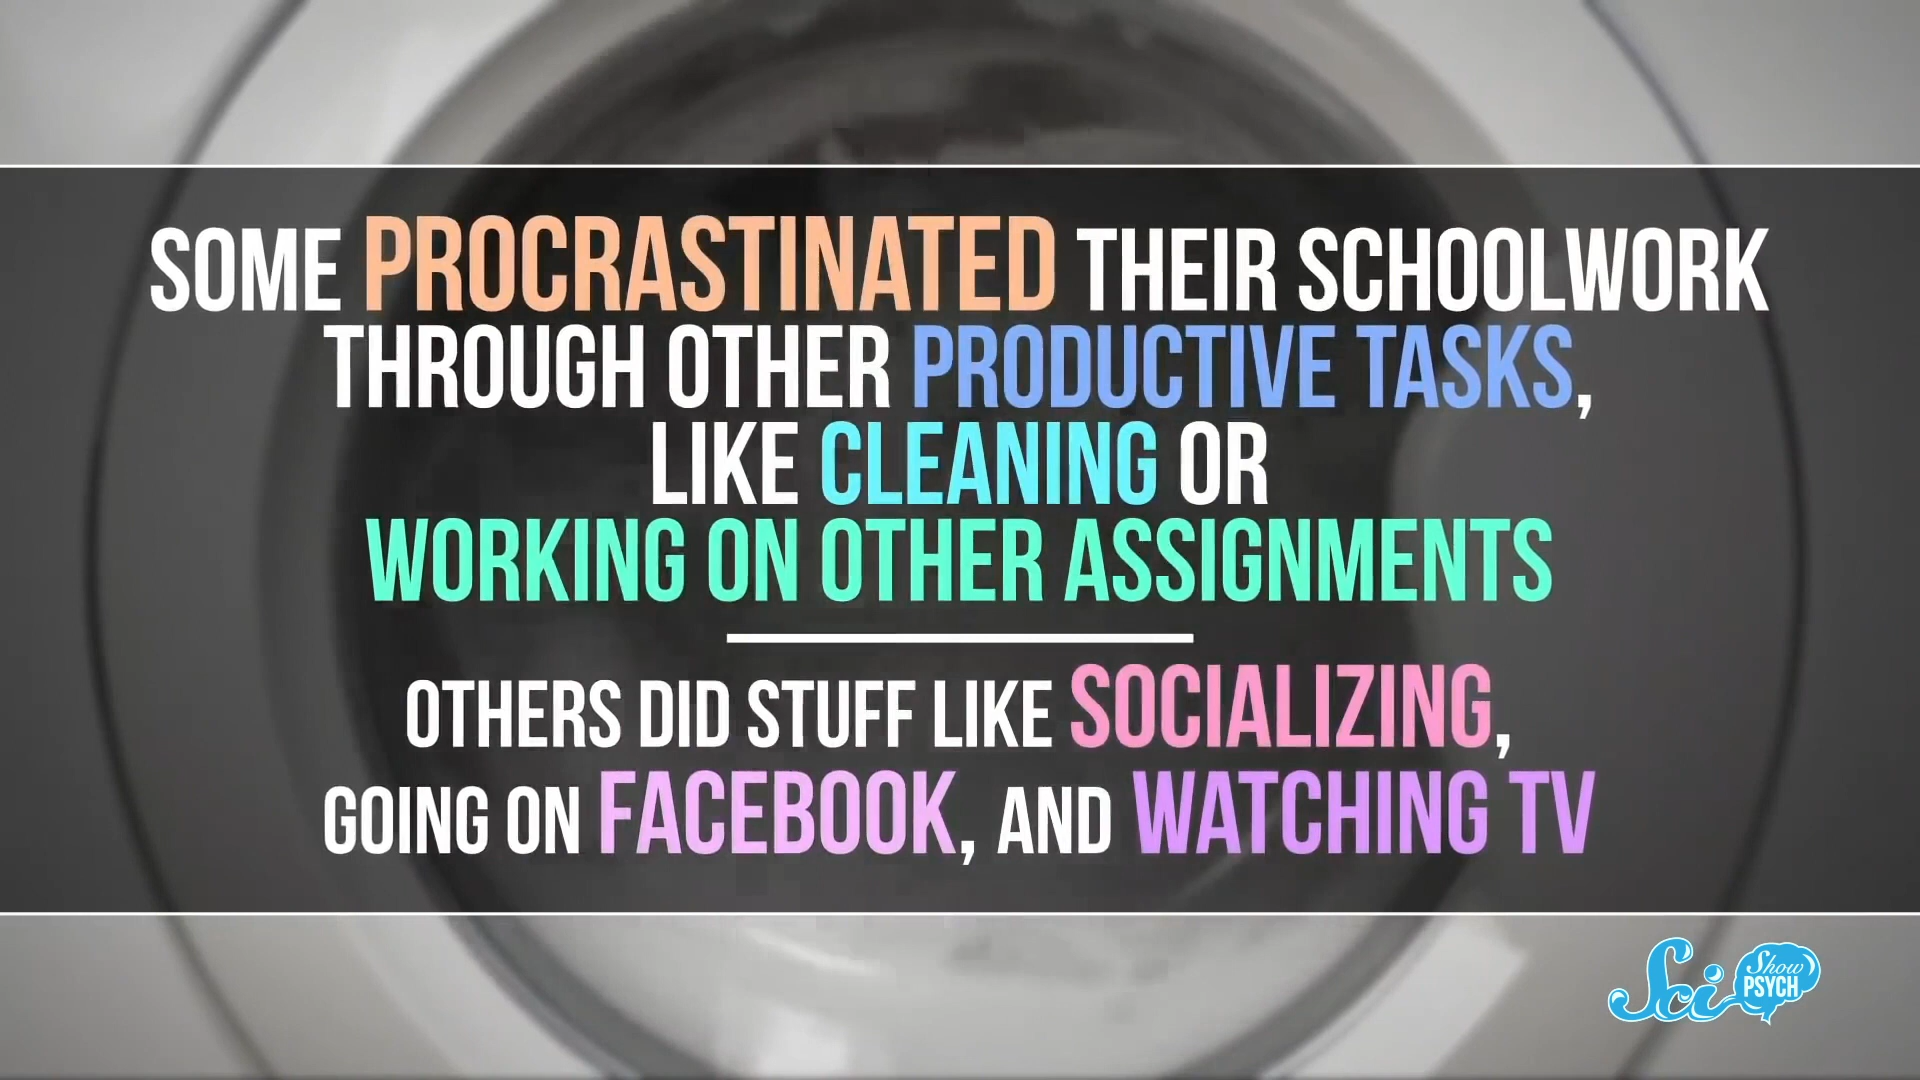 SOME PROCRASTINATED THEIR SCHOOLWORK
THROUGH OTHER PRODUCTIVE TASKS,
LIKE CLEANING OR
WORKING ON OTHER ASSIGNMENTS
OTHERS DID STUFF LIKE SOCIALIZING,
GOING ON FACEBOOK, AND WATCHING TV
Sci Show
PSYCH